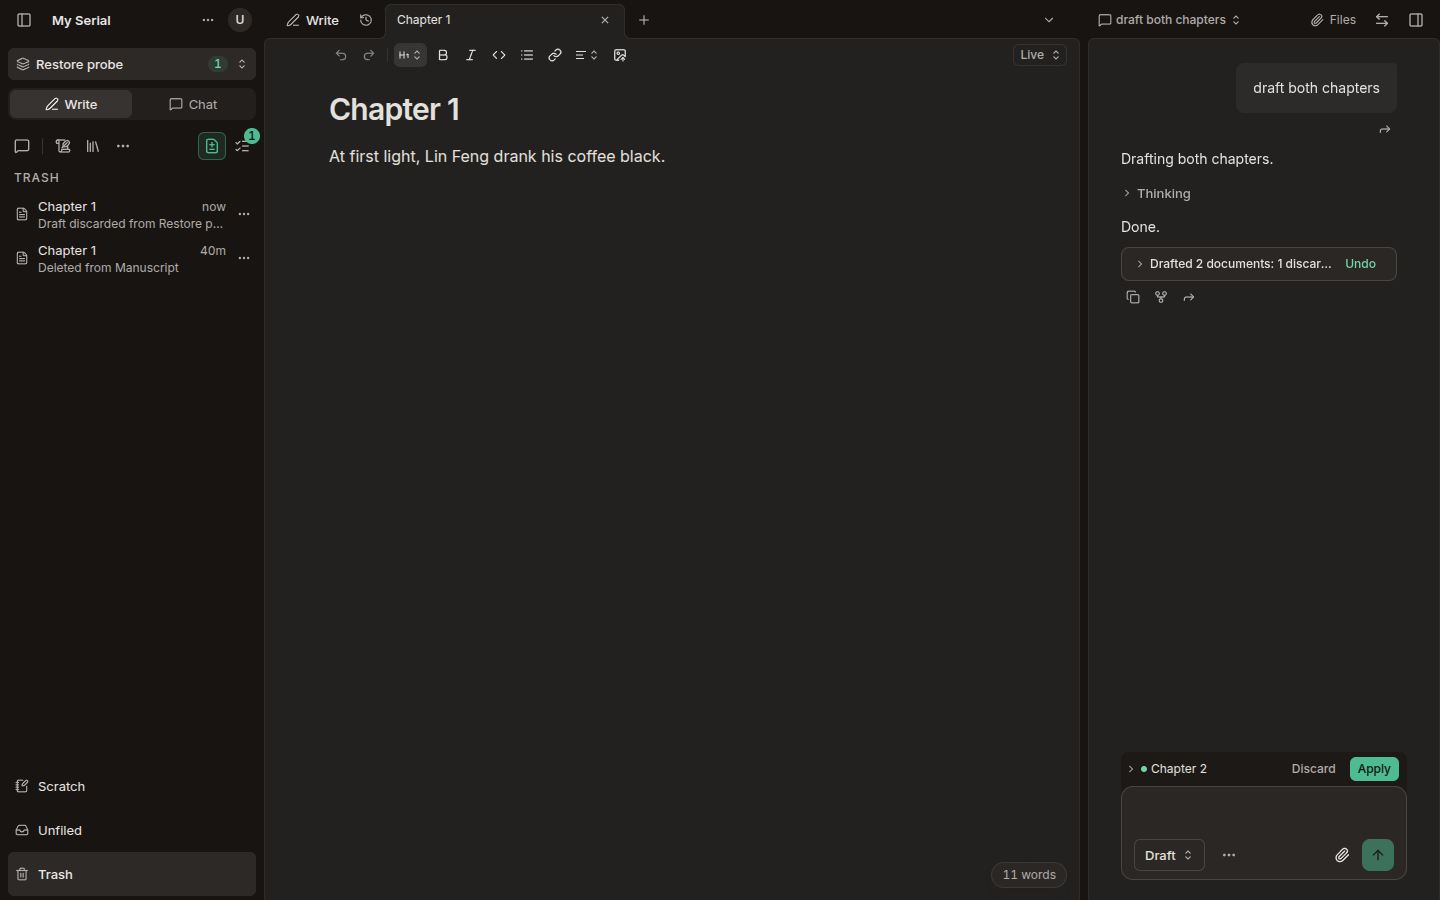 My Serial
U
Write
Chapter 1
draft both chapters
Files
Restore probe
1
Write
Chat
1
TRASH
Chapter 1
now
Draft discarded from Restore p...
Chapter 1
40m
Deleted from Manuscript
Scratch
Unfiled
Trash
H1
B
I
Live
Chapter 1
At first light, Lin Feng drank his coffee black.
11 words
draft both chapters
Drafting both chapters.
Thinking
Done.
Drafted 2 documents: 1 discar...
Undo
Chapter 2
Discard
Apply
Draft